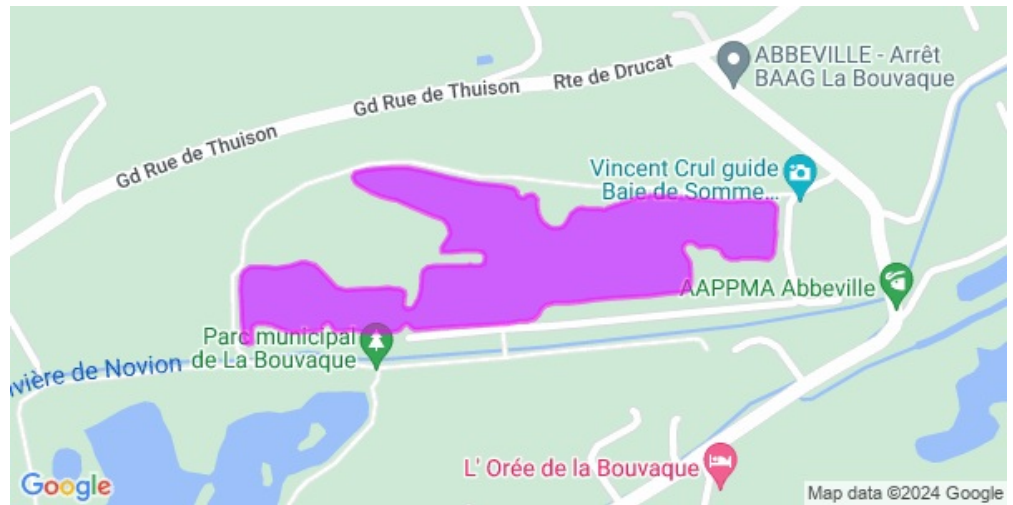 ABBEVILLE - Arrêt
BAAG La Bouvaque
Rte de Drucat
Gd Rue de Thuison
Gd Rue de Thuison
Vincent Crul guide
Baie de Somme...
AAPPMA Abbeville
Parc municipal
de La Bouvaque
ivière de Novion
L' Orée de la Bouvaque
Google
Map data ©2024 Google